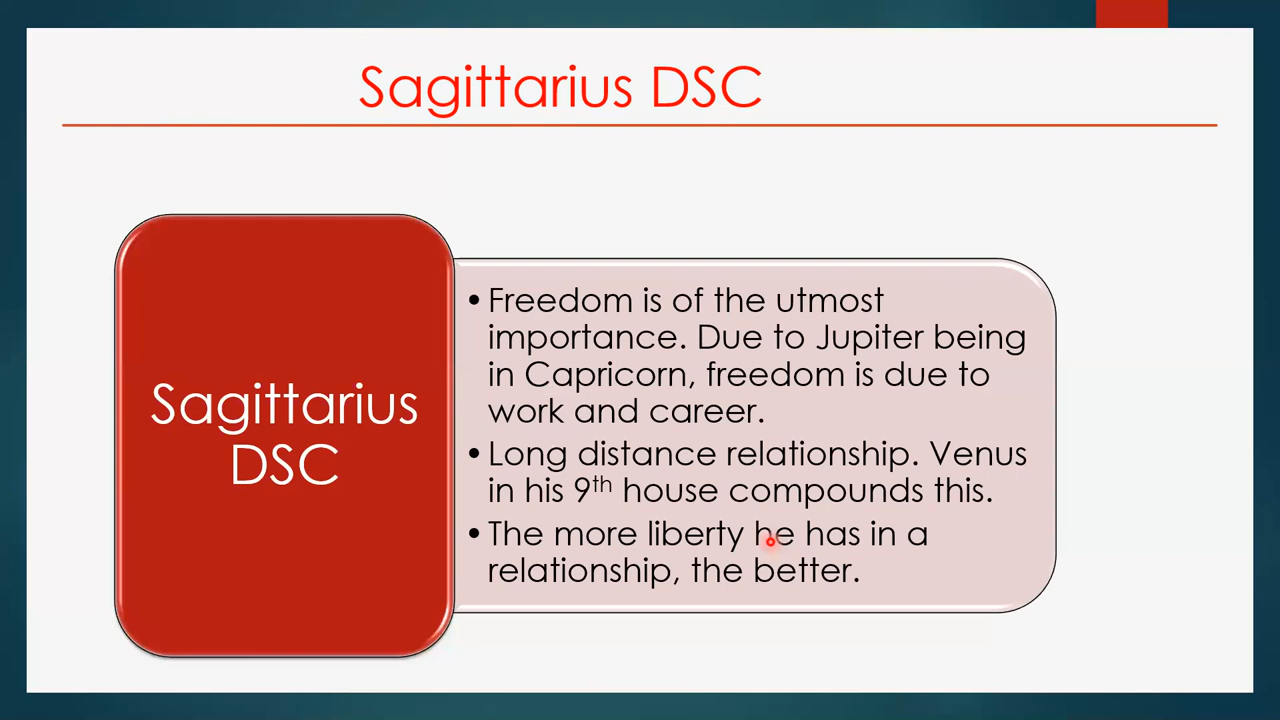 Sagittarius DSC
Sagittarius
DSC
•Freedom is of the utmost
importance. Due to Jupiter being
in Capricorn, freedom is due to
work and career.
•Long distance relationship. Venus
in his 9th house compounds this.
•The more liberty he has in a
relationship, the better.